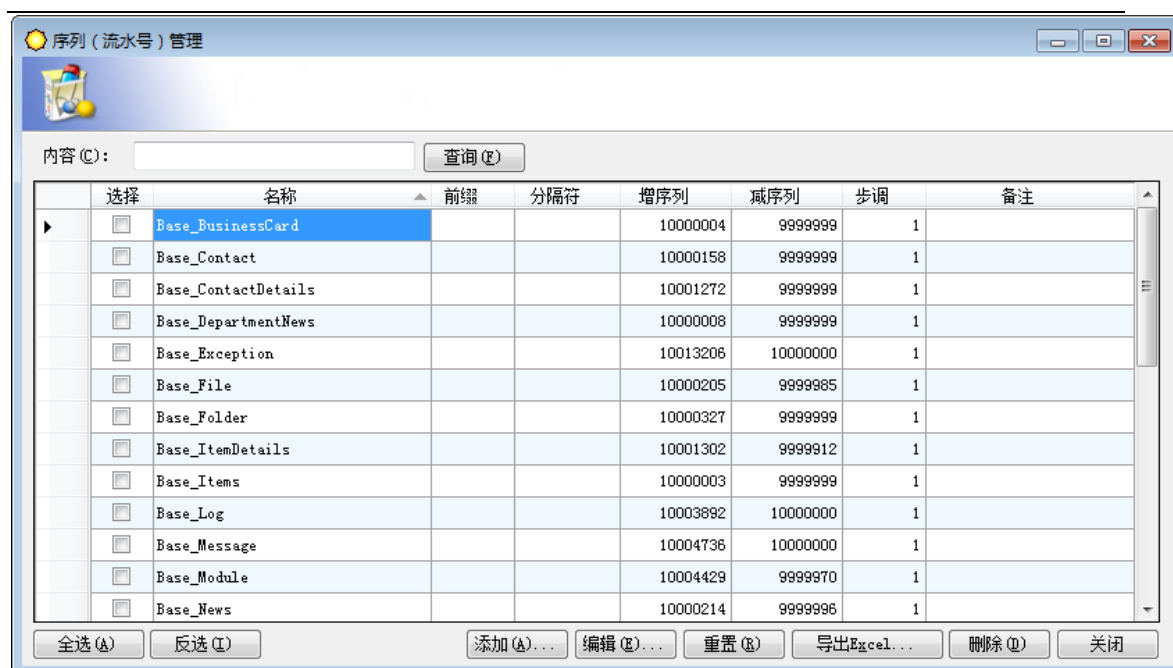 序列（流水号）管理
内容(C)： 查询(F)
选择 名称 前缀 分隔符 增序列 减序列 步调 备注
Base_BusinessCard 10000004 9999999 1
Base_Contact 10000158 9999999 1
Base_ContactDetails 10001272 9999999 1
Base_DepartmentNews 10000008 9999999 1
Base_Exception 10013206 10000000 1
Base_File 10000205 9999985 1
Base_Folder 10000327 9999999 1
Base_ItemDetails 10001302 9999912 1
Base_Items 10000003 9999999 1
Base_Log 10003892 10000000 1
Base_Message 10004736 10000000 1
Base_Module 10004429 9999970 1
Base_News 10000214 9999996 1
全选(A) 反选(I) 添加(A)... 编辑(E)... 重置(R) 导出Excel... 删除(D) 关闭